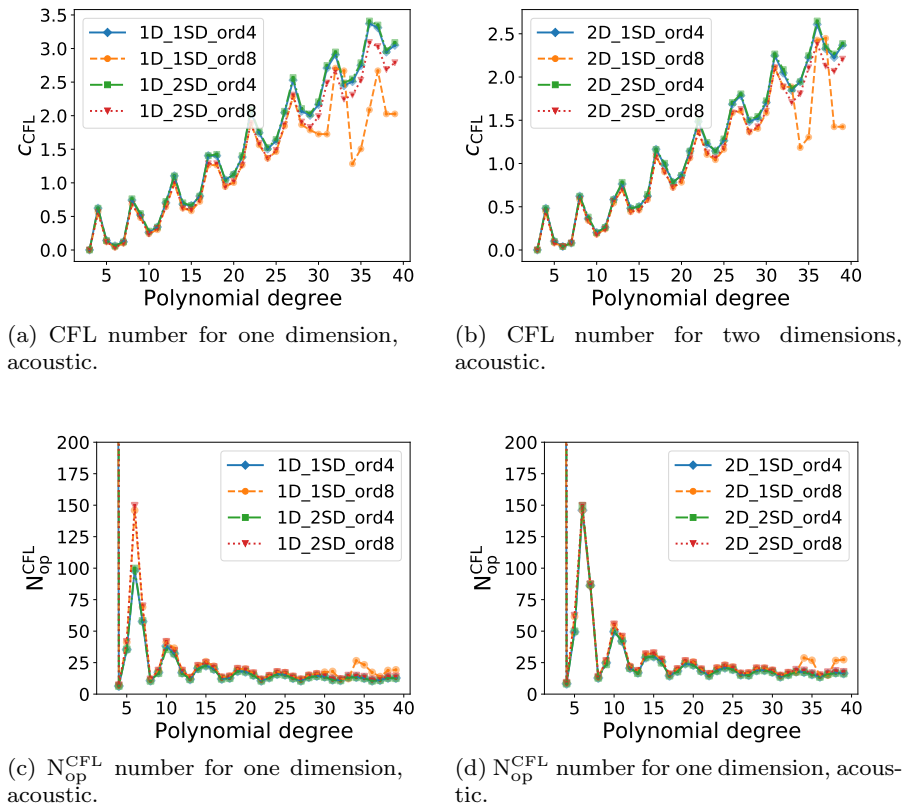 3.5
3.0
2.5
2.0
1.5
1.0
0.5
0.0
c_CFL
1D_1SD_ord4
1D_1SD_ord8
1D_2SD_ord4
1D_2SD_ord8
5 10 15 20 25 30 35 40
Polynomial degree
(a) CFL number for one dimension,
acoustic.
2.5
2.0
1.5
1.0
0.5
0.0
c_CFL
2D_1SD_ord4
2D_1SD_ord8
2D_2SD_ord4
2D_2SD_ord8
5 10 15 20 25 30 35 40
Polynomial degree
(b) CFL number for two dimensions,
acoustic.
200
175
150
125
100
75
50
25
0
N_op^CFL
1D_1SD_ord4
1D_1SD_ord8
1D_2SD_ord4
1D_2SD_ord8
5 10 15 20 25 30 35 40
Polynomial degree
(c) N_op^CFL number for one dimension,
acoustic.
200
175
150
125
100
75
50
25
0
N_op^CFL
2D_1SD_ord4
2D_1SD_ord8
2D_2SD_ord4
2D_2SD_ord8
5 10 15 20 25 30 35 40
Polynomial degree
(d) N_op^CFL number for one dimension, acous-
tic.